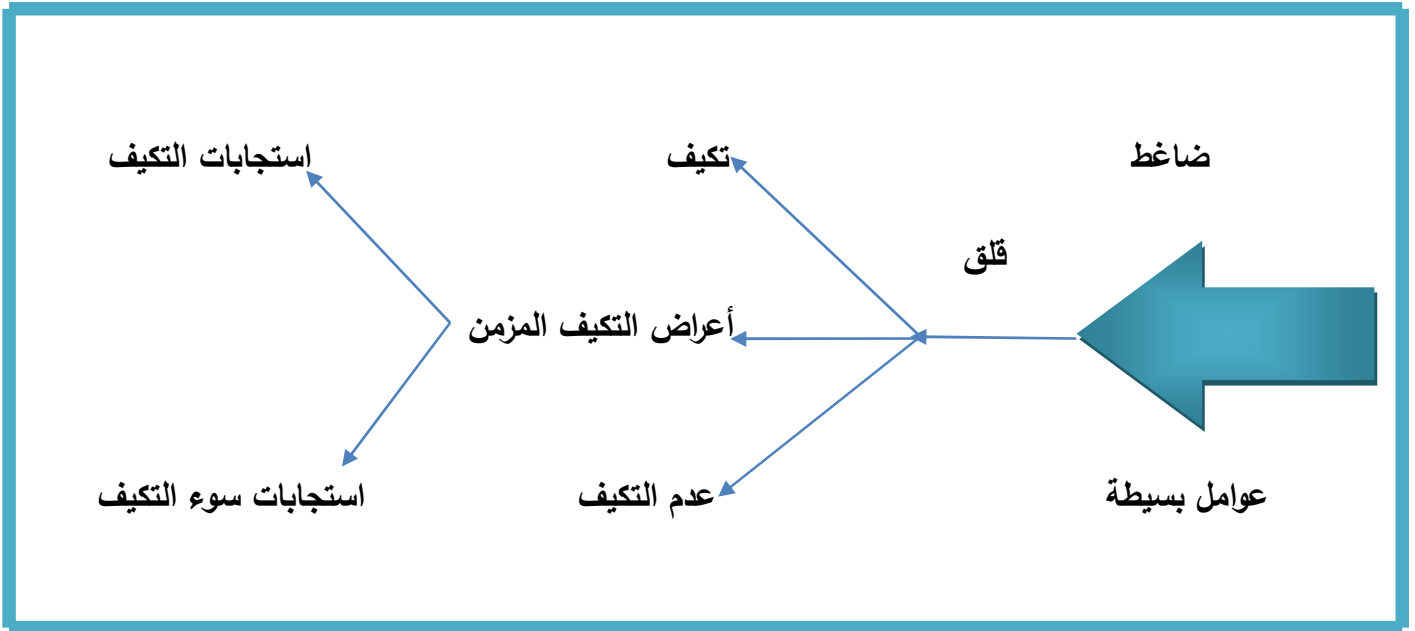 ضاغط
تكيف
استجابات التكيف
قلق
أعراض التكيف المزمن
عوامل بسيطة
عدم التكيف
استجابات سوء التكيف